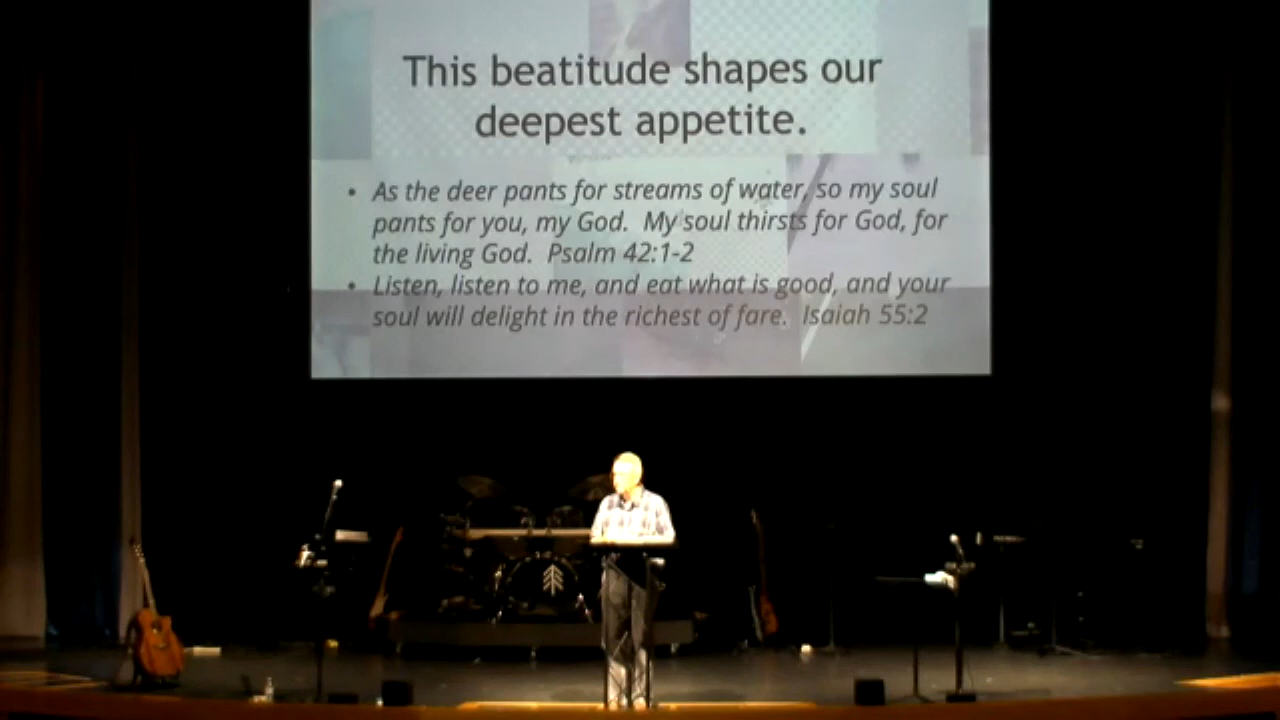 This beatitude shapes our
deepest appetite.
• As the deer pants for streams of water, so my soul
pants for you, my God.  My soul thirsts for God, for
the living God.  Psalm 42:1-2
• Listen, listen to me, and eat what is good, and your
soul will delight in the richest of fare.  Isaiah 55:2